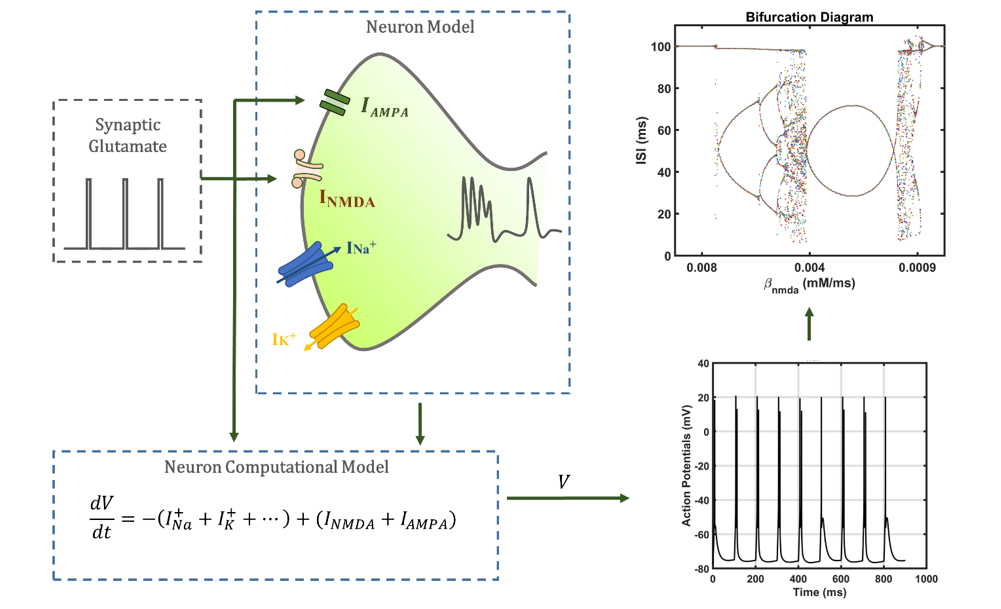 Neuron Model
Synaptic
Glutamate
I_AMPA
I_NMDA
INa⁺
IK⁺
Neuron Computational Model
dV/dt = −(I_Na^+ + I_K^+ + ⋯) + (I_NMDA + I_AMPA)
V
Bifurcation Diagram
ISI (ms)
100
80
60
40
20
0
0.008 0.004 0.0009
β_nmda (mM/ms)
Action Potentials (mV)
40
20
0
-20
-40
-60
-80
0 200 400 600 800 1000
Time (ms)